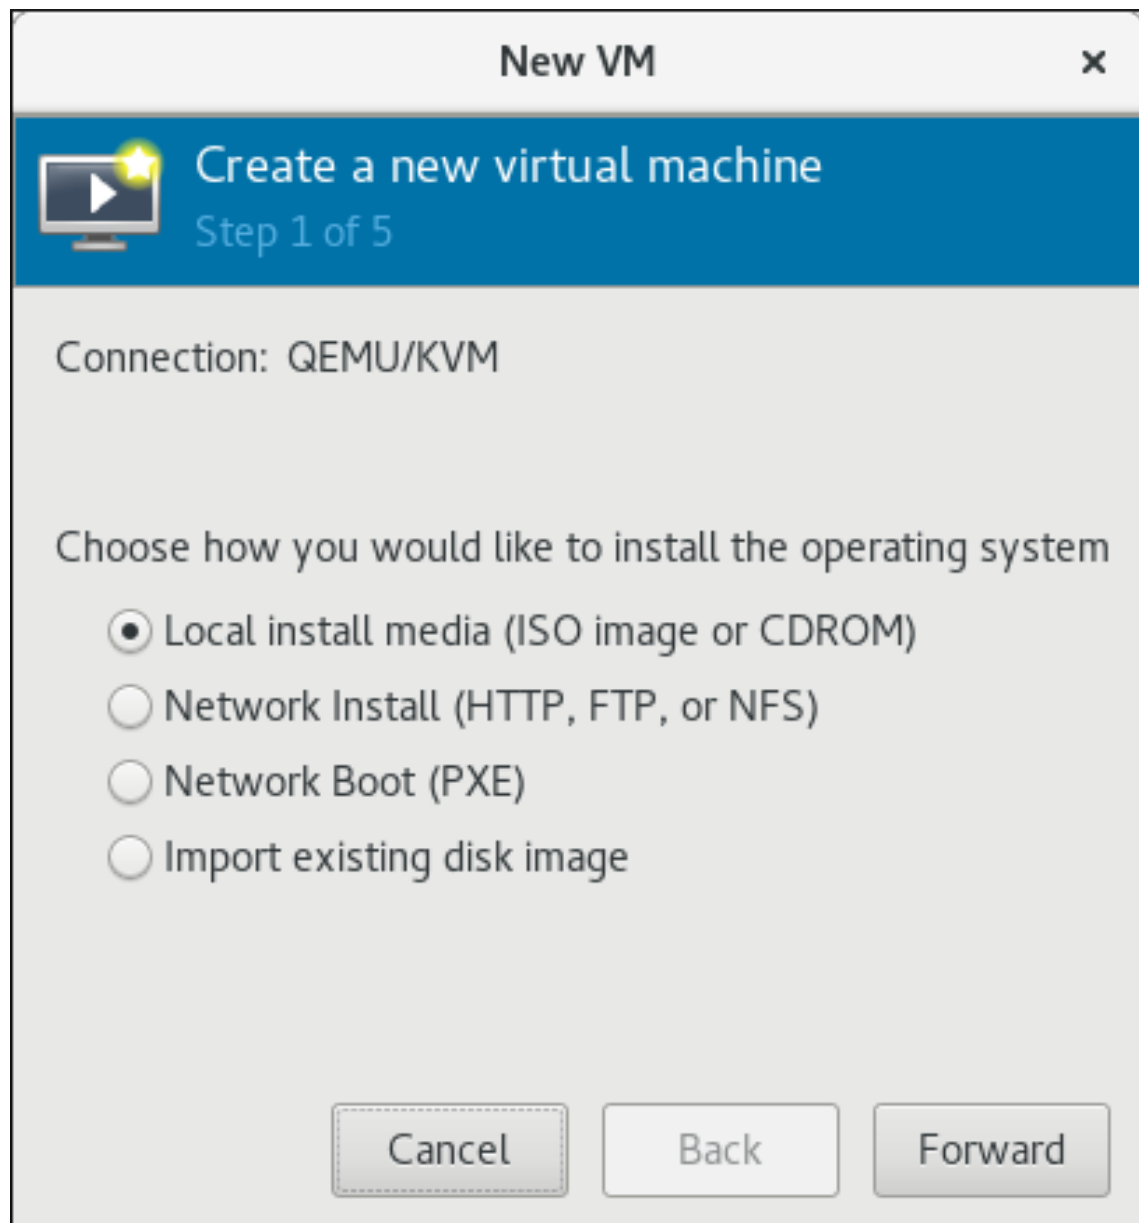 New VM
Create a new virtual machine
Step 1 of 5
Connection: QEMU/KVM
Choose how you would like to install the operating system
Local install media (ISO image or CDROM)
Network Install (HTTP, FTP, or NFS)
Network Boot (PXE)
Import existing disk image
Cancel Back Forward